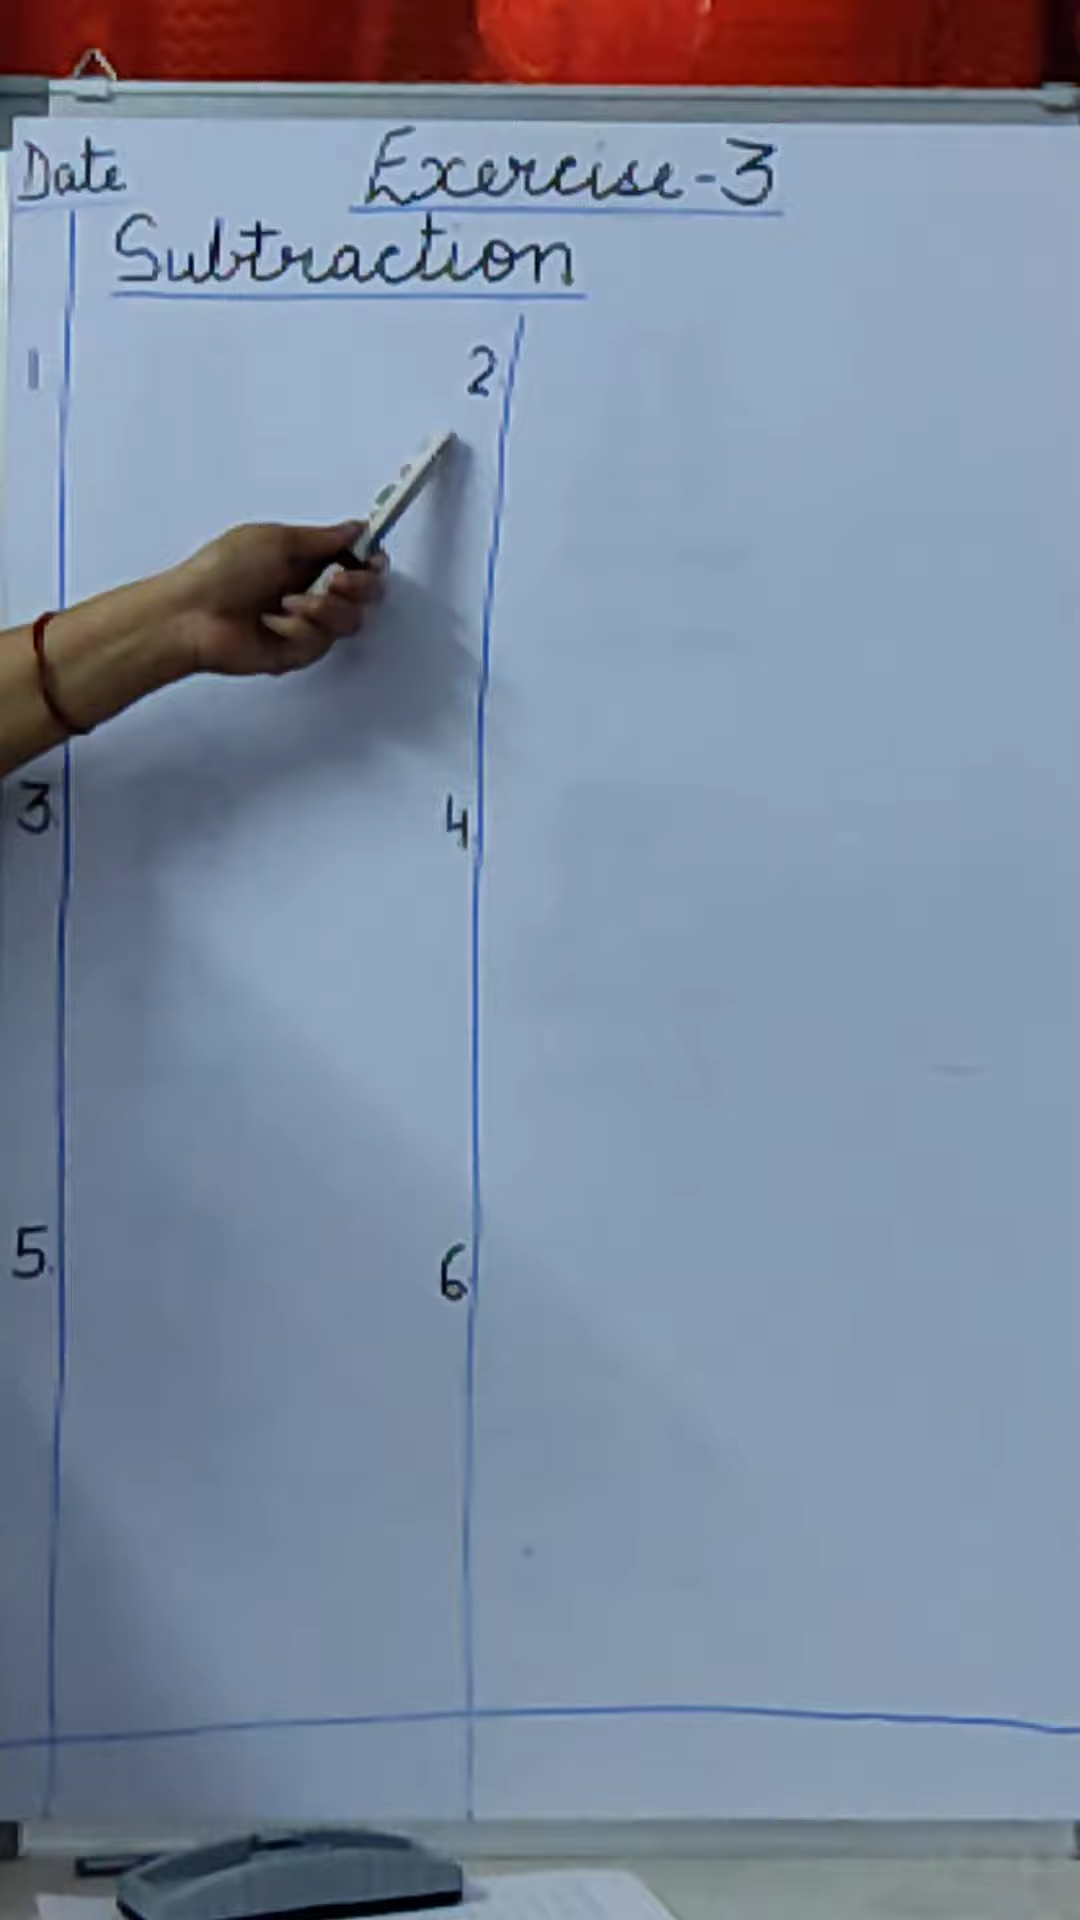 Date Exercise-3
Subtraction
1 2
3. 4.
5. 6.